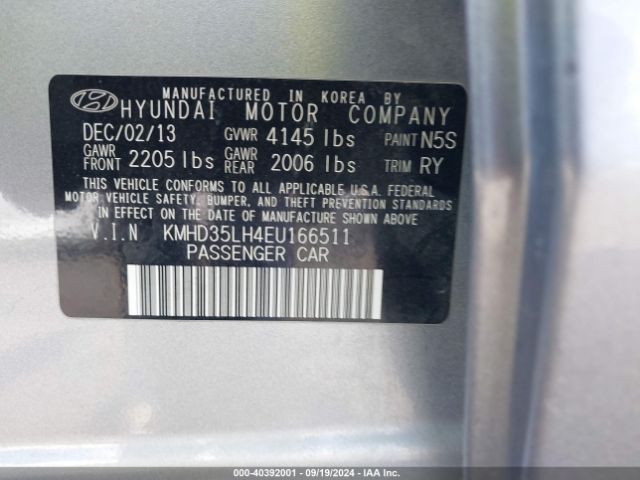 MANUFACTURED IN KOREA BY
HYUNDAI MOTOR COMPANY
DEC/02/13 GVWR 4145 lbs PAINT N5S
GAWR FRONT 2205 lbs GAWR REAR 2006 lbs TRIM RY
THIS VEHICLE CONFORMS TO ALL APPLICABLE U.S.A. FEDERAL
MOTOR VEHICLE SAFETY, BUMPER, AND THEFT PREVENTION STANDARDS
IN EFFECT ON THE DATE OF MANUFACTURE SHOWN ABOVE.
V.I.N KMHD35LH4EU166511
PASSENGER CAR
000-40392001 - 09/19/2024 - IAA Inc.